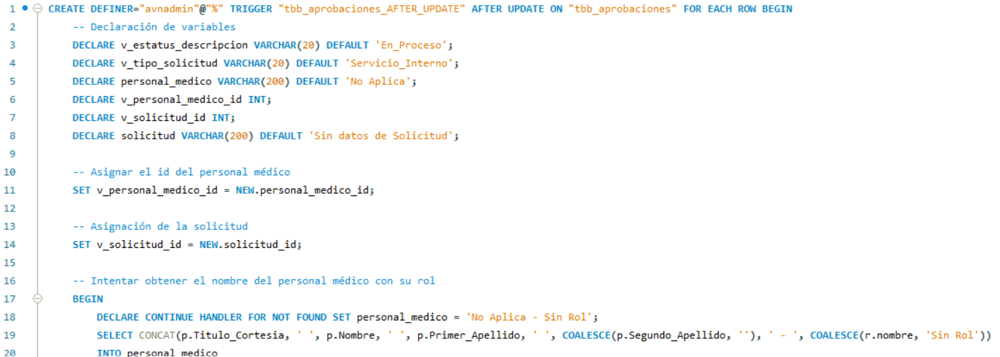 1 CREATE DEFINER="avnadmin"@"%" TRIGGER "tbb_aprobaciones_AFTER_UPDATE" AFTER UPDATE ON "tbb_aprobaciones" FOR EACH ROW BEGIN
2 -- Declaración de variables
3 DECLARE v_estatus_descripcion VARCHAR(20) DEFAULT 'En_Proceso';
4 DECLARE v_tipo_solicitud VARCHAR(20) DEFAULT 'Servicio_Interno';
5 DECLARE personal_medico VARCHAR(200) DEFAULT 'No Aplica';
6 DECLARE v_personal_medico_id INT;
7 DECLARE v_solicitud_id INT;
8 DECLARE solicitud VARCHAR(200) DEFAULT 'Sin datos de Solicitud';
9
10 -- Asignar el id del personal médico
11 SET v_personal_medico_id = NEW.personal_medico_id;
12
13 -- Asignación de la solicitud
14 SET v_solicitud_id = NEW.solicitud_id;
15
16 -- Intentar obtener el nombre del personal médico con su rol
17 BEGIN
18 DECLARE CONTINUE HANDLER FOR NOT FOUND SET personal_medico = 'No Aplica - Sin Rol';
19 SELECT CONCAT(p.Titulo_Cortesia, ' ', p.Nombre, ' ', p.Primer_Apellido, ' ', COALESCE(p.Segundo_Apellido, ''), ' - ', COALESCE(r.nombre, 'Sin Rol'))
20 INTO personal_medico